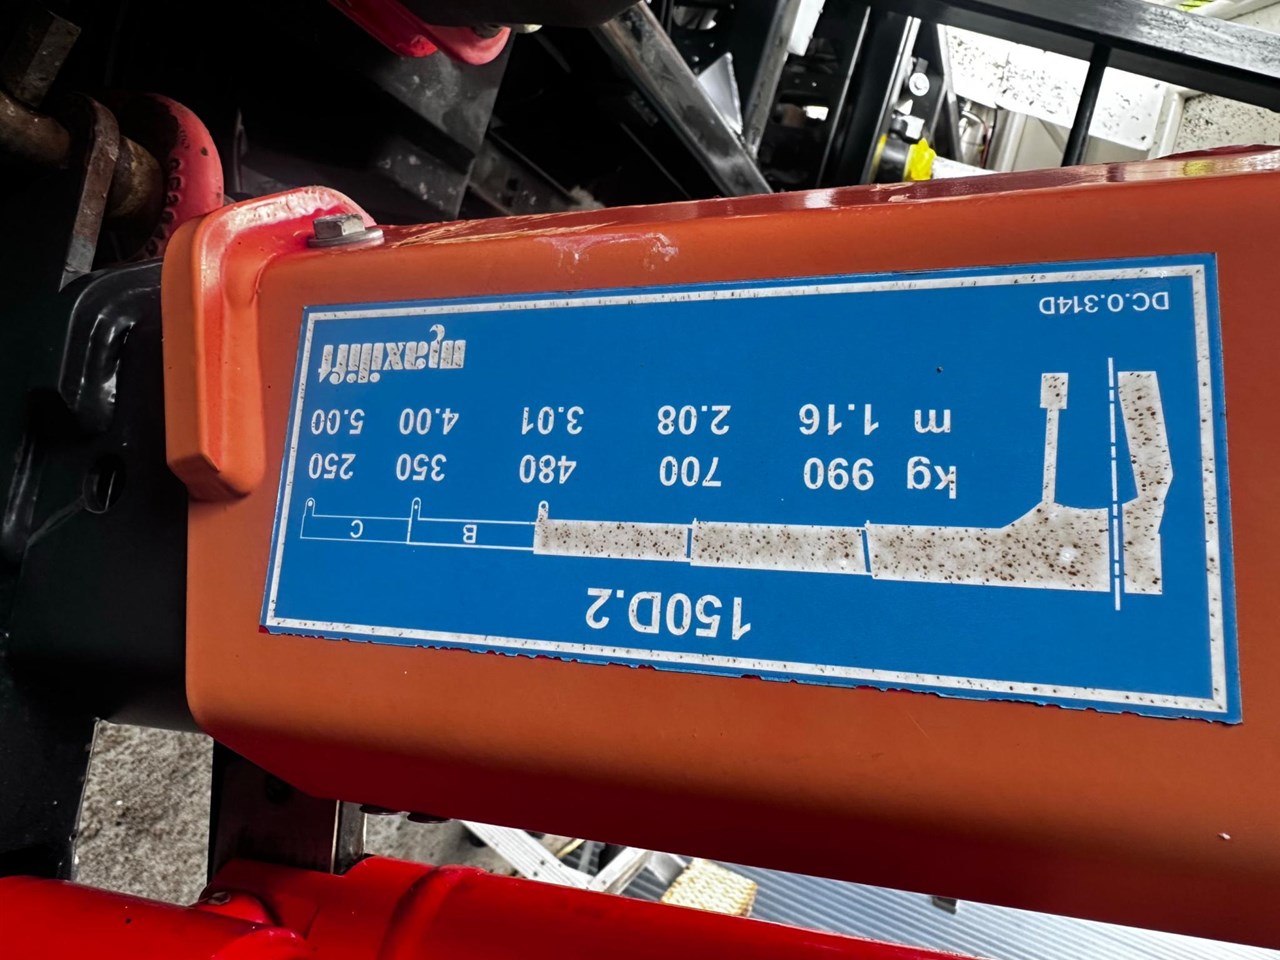 150D.2
B C
kg 990 700 480 350 250
m 1.16 2.08 3.01 4.00 5.00
maxilift
DC.0.314D